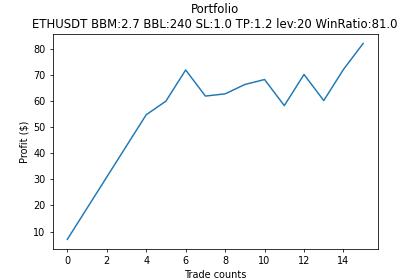 Portfolio
ETHUSDT BBM:2.7 BBL:240 SL:1.0 TP:1.2 lev:20 WinRatio:81.0
80
70
60
50
40
30
20
10
Profit ($)
0 2 4 6 8 10 12 14
Trade counts